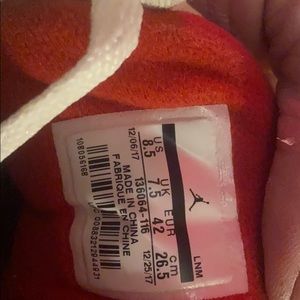 LNM
US UK EUR cm
8.5 7.5 42 26.5
136064-116
12/06/17 12/25/17
MADE IN CHINA
FABRIQUE EN CHINE